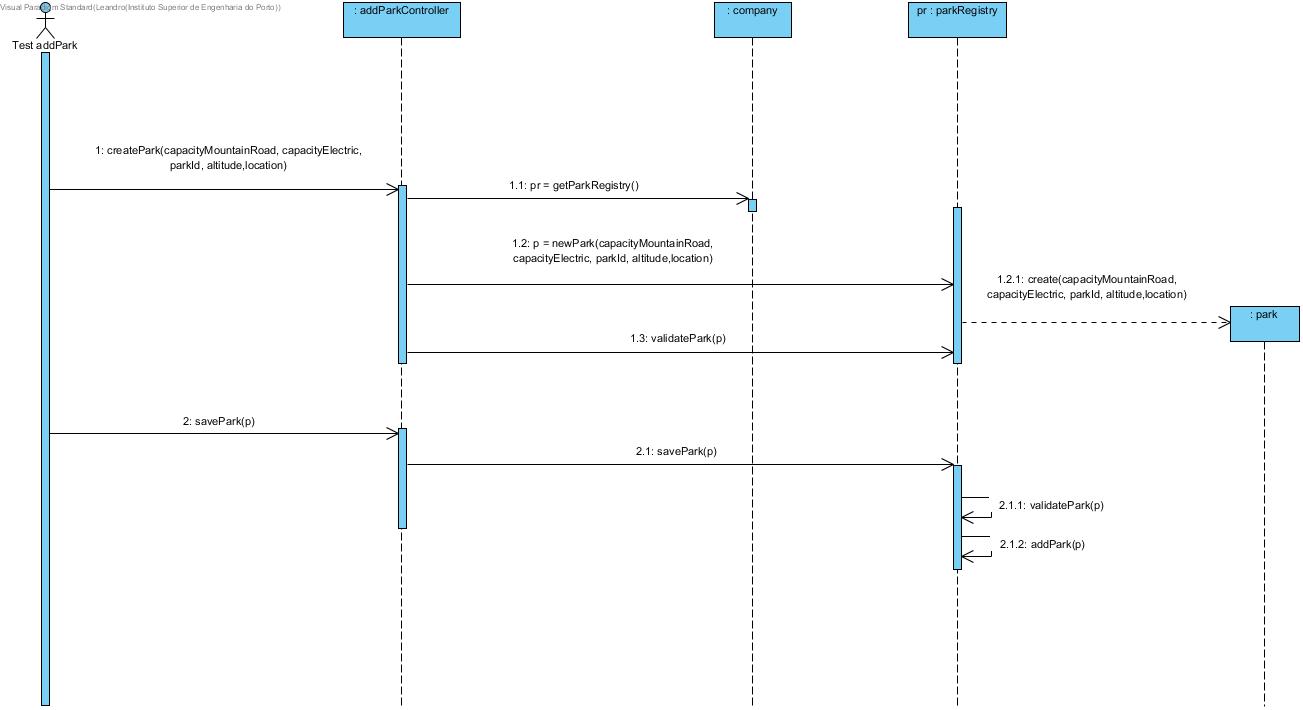 Visual Paradigm Standard(Leandro(Instituto Superior de Engenharia do Porto))
: addParkController
: company
pr : parkRegistry
Test addPark
1: createPark(capacityMountainRoad, capacityElectric,
parkId, altitude,location)
1.1: pr = getParkRegistry()
1.2: p = newPark(capacityMountainRoad,
capacityElectric, parkId, altitude,location)
1.2.1: create(capacityMountainRoad,
capacityElectric, parkId, altitude,location)
: park
1.3: validatePark(p)
2: savePark(p)
2.1: savePark(p)
2.1.1: validatePark(p)
2.1.2: addPark(p)